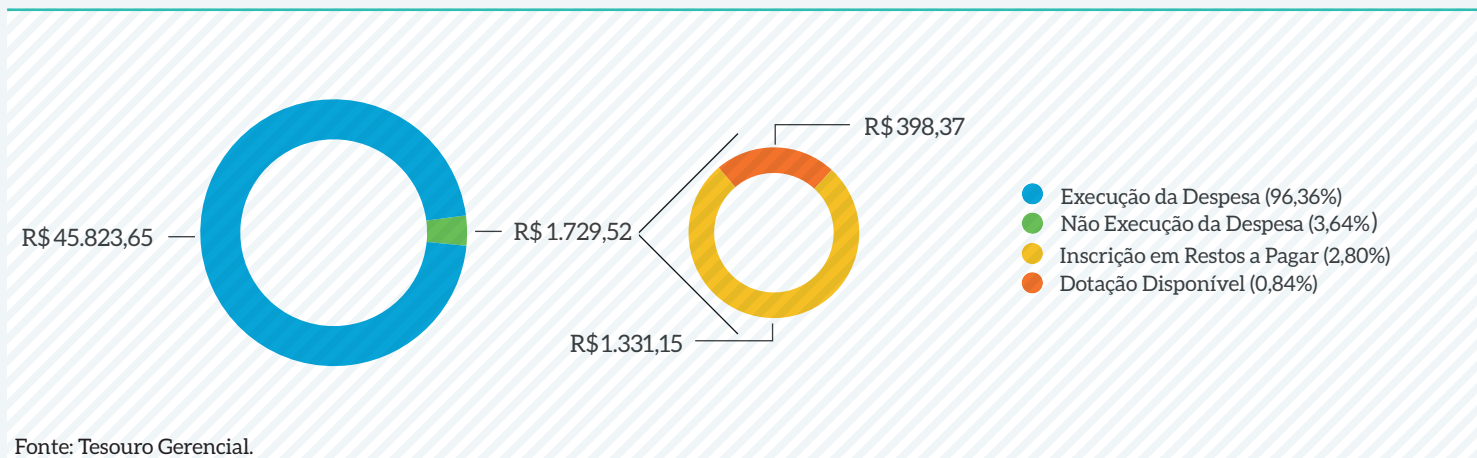 R$ 398,37
R$ 45.823,65
R$ 1.729,52
R$ 1.331,15
Execução da Despesa (96,36%)
Não Execução da Despesa (3,64%)
Inscrição em Restos a Pagar (2,80%)
Dotação Disponível (0,84%)
Fonte: Tesouro Gerencial.